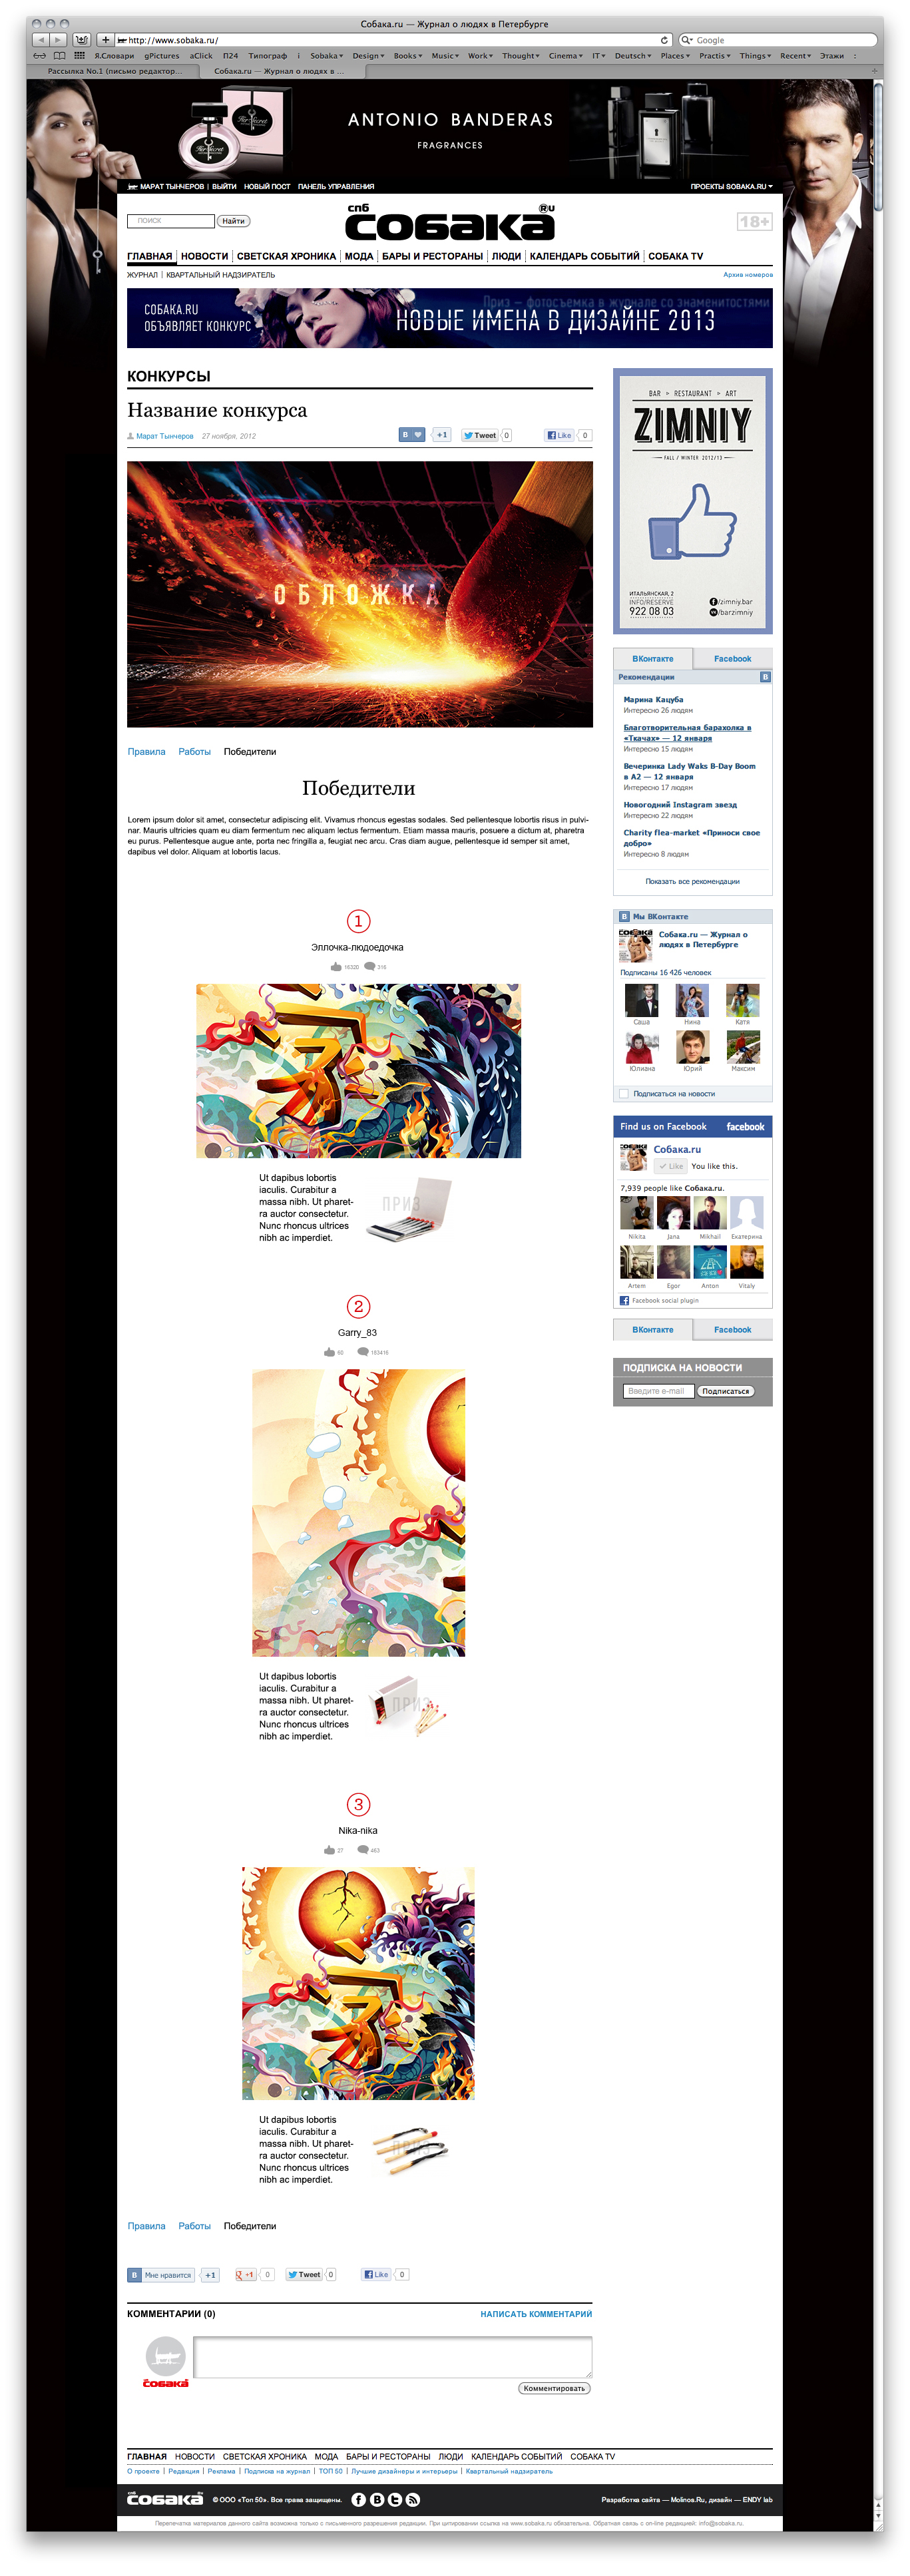 Собака.ru — Журнал о людях в Петербурге
http://www.sobaka.ru/
Google
Я.Словари gPictures aClick П24 Типограф i Sobaka Design Books Music Work Thought Cinema IT Deutsch Places Practis Things Recent Этажи :
Рассылка No.1 (письмо редактор...
Собака.ru — Журнал о людях в ...
Her Secret
ANTONIO BANDERAS
FRAGRANCES
МАРАТ ТЫНЧЕРОВ | ВЫЙТИ НОВЫЙ ПОСТ ПАНЕЛЬ УПРАВЛЕНИЯ
ПРОЕКТЫ SOBAKA.RU
ПОИСК
Найти
спб
собака
Ru
18+
ГЛАВНАЯ НОВОСТИ СВЕТСКАЯ ХРОНИКА МОДА БАРЫ И РЕСТОРАНЫ ЛЮДИ КАЛЕНДАРЬ СОБЫТИЙ СОБАКА TV
ЖУРНАЛ | КВАРТАЛЬНЫЙ НАДЗИРАТЕЛЬ
Архив номеров
СОБАКА.RU
ОБЪЯВЛЯЕТ КОНКУРС
Приз — фотосъемка в журнале со знаменитостями
НОВЫЕ ИМЕНА В ДИЗАЙНЕ 2013
КОНКУРСЫ
Название конкурса
Марат Тынчеров 27 ноября, 2012
В +1 Tweet 0 Like 0
ОБЛОЖКА
Правила Работы Победители
Победители
Lorem ipsum dolor sit amet, consectetur adipiscing elit. Vivamus rhoncus egestas sodales. Sed pellentesque lobortis risus in pulvi-
nar. Mauris ultricies quam eu diam fermentum nec aliquam lectus fermentum. Etiam massa mauris, posuere a dictum at, pharetra
eu purus. Pellentesque augue ante, porta nec fringilla a, feugiat nec arcu. Cras diam augue, pellentesque id semper sit amet,
dapibus vel dolor. Aliquam at lobortis lacus.
1
Эллочка-людоедочка
16320 316
Ut dapibus lobortis
iaculis. Curabitur a
massa nibh. Ut pharet-
ra auctor consectetur.
Nunc rhoncus ultrices
nibh ac imperdiet.
ПРИЗ
2
Garry_83
60 183416
Ut dapibus lobortis
iaculis. Curabitur a
massa nibh. Ut pharet-
ra auctor consectetur.
Nunc rhoncus ultrices
nibh ac imperdiet.
ПРИЗ
3
Nika-nika
27 463
Ut dapibus lobortis
iaculis. Curabitur a
massa nibh. Ut pharet-
ra auctor consectetur.
Nunc rhoncus ultrices
nibh ac imperdiet.
ПРИЗ
Правила Работы Победители
В Мне нравится +1 g +1 0 Tweet 0 Like 0
КОММЕНТАРИИ (0)
НАПИСАТЬ КОММЕНТАРИЙ
собака
Комментировать
BAR > RESTAURANT > ART
ZIMNIY
FALL / WINTER 2012/13
ИТАЛЬЯНСКАЯ, 2
INFO/RESERVE
922 08 03
/zimniy.bar
/barzimniy
ВКонтакте Facebook
Рекомендации В
Марина Кацуба
Интересно 26 людям
Благотворительная барахолка в
«Ткачах» — 12 января
Интересно 15 людям
Вечеринка Lady Waks B-Day Boom
в А2 — 12 января
Интересно 17 людям
Новогодний Instagram звезд
Интересно 22 людям
Charity flea-market «Приноси свое
добро»
Интересно 8 людям
Показать все рекомендации
В Мы ВКонтакте
собака
Собака.ru — Журнал о
людях в Петербурге
Подписаны 16 426 человек
Саша Нина Катя
Юлиана Юрий Максим
Подписаться на новости
Find us on Facebook facebook
собака
Собака.ru
Like You like this.
7,939 people like Собака.ru.
Nikita Jana Mikhail Екатерина
Artem Egor Anton Vitaly
Facebook social plugin
ВКонтакте Facebook
ПОДПИСКА НА НОВОСТИ
Введите e-mail
Подписаться
ГЛАВНАЯ НОВОСТИ СВЕТСКАЯ ХРОНИКА МОДА БАРЫ И РЕСТОРАНЫ ЛЮДИ КАЛЕНДАРЬ СОБЫТИЙ СОБАКА TV
О проекте | Редакция | Реклама | Подписка на журнал | ТОП 50 | Лучшие дизайнеры и интерьеры | Квартальный надзиратель
спб
собака
© ООО «Топ 50». Все права защищены.
Разработка сайта — Molinos.Ru, дизайн — ENDY lab
Перепечатка материалов данного сайта возможна только с письменного разрешения редакции. При цитировании ссылка на www.sobaka.ru обязательна. Обратная связь с on-line редакцией: info@sobaka.ru.